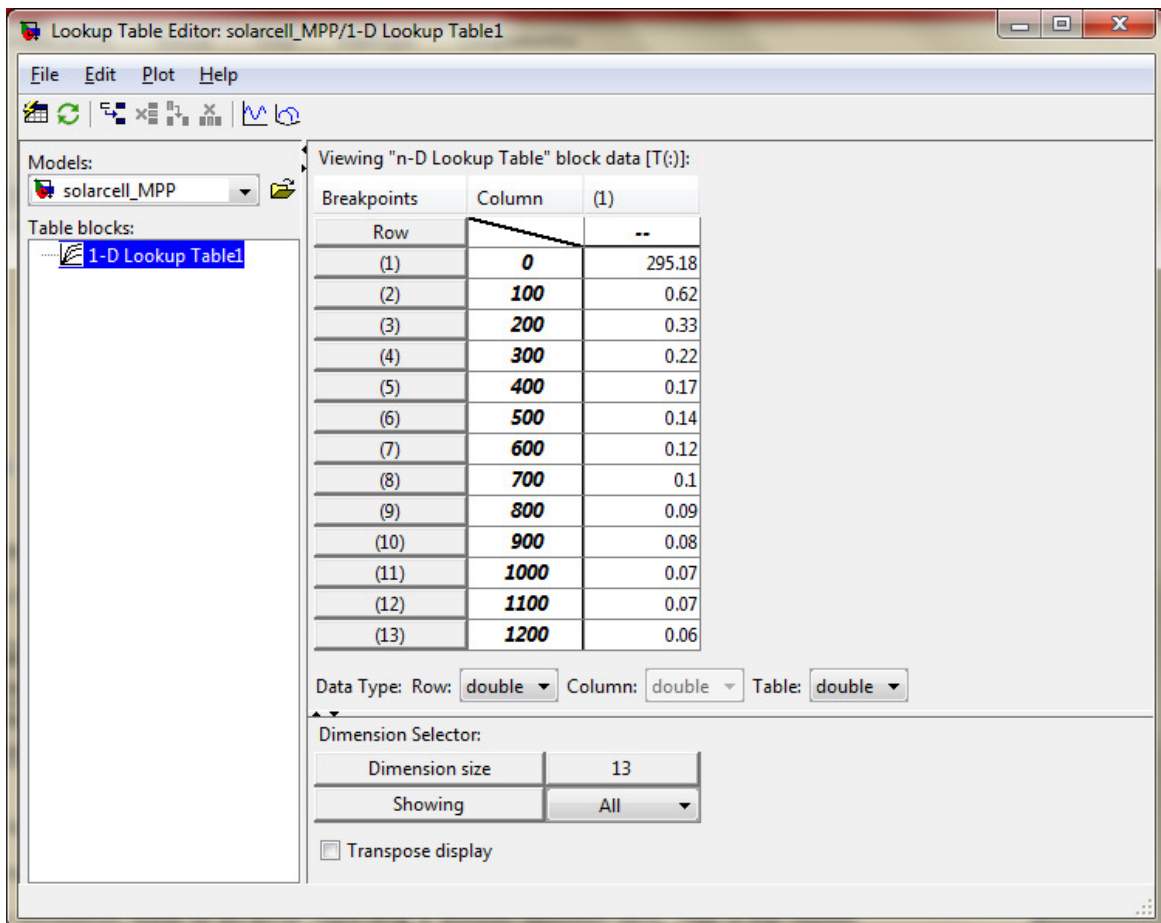 Lookup Table Editor: solarcell_MPP/1-D Lookup Table1
File Edit Plot Help
Models:
solarcell_MPP
Table blocks:
1-D Lookup Table1
Viewing "n-D Lookup Table" block data [T(:)]:
Breakpoints Column (1)
Row --
(1) 0 295.18
(2) 100 0.62
(3) 200 0.33
(4) 300 0.22
(5) 400 0.17
(6) 500 0.14
(7) 600 0.12
(8) 700 0.1
(9) 800 0.09
(10) 900 0.08
(11) 1000 0.07
(12) 1100 0.07
(13) 1200 0.06
Data Type: Row: double Column: double Table: double
Dimension Selector:
Dimension size 13
Showing All
Transpose display